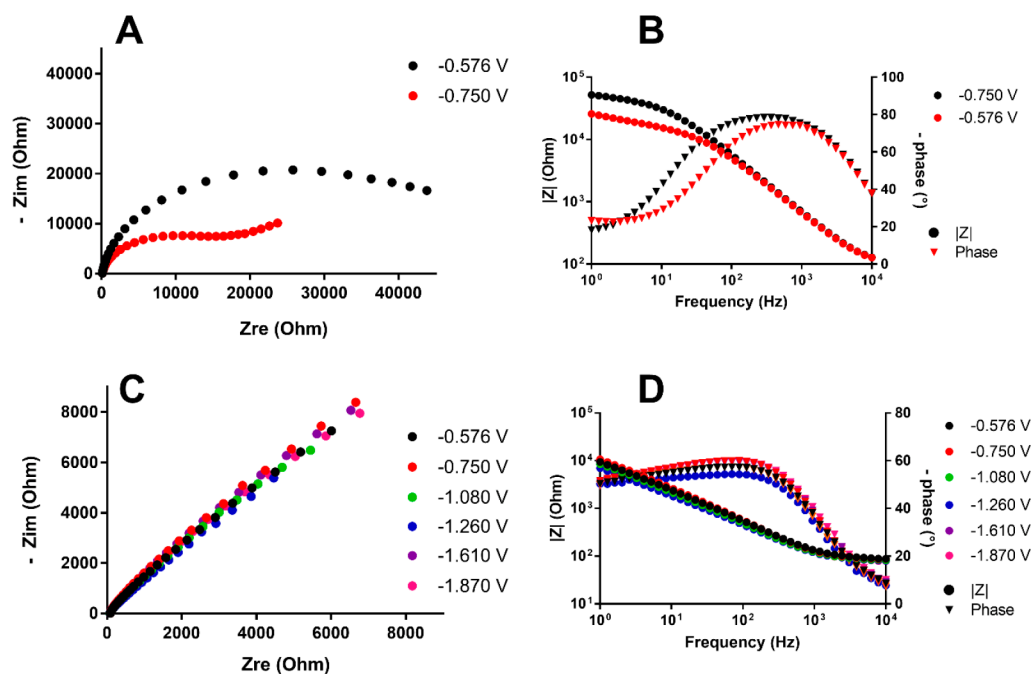 A
- Zim (Ohm)
40000
30000
20000
10000
0
0
10000
20000
30000
40000
Zre (Ohm)
-0.576 V
-0.750 V
B
|Z| (Ohm)
10⁵
10⁴
10³
10²
10⁰
10¹
10²
10³
10⁴
Frequency (Hz)
100
80
60
40
20
0
- phase (°)
-0.750 V
-0.576 V
|Z|
Phase
C
- Zim (Ohm)
8000
6000
4000
2000
0
0
2000
4000
6000
8000
Zre (Ohm)
-0.576 V
-0.750 V
-1.080 V
-1.260 V
-1.610 V
-1.870 V
D
|Z| (Ohm)
10⁵
10⁴
10³
10²
10¹
10⁰
10¹
10²
10³
10⁴
Frequency (Hz)
80
60
40
20
0
- phase (°)
-0.576 V
-0.750 V
-1.080 V
-1.260 V
-1.610 V
-1.870 V
|Z|
Phase